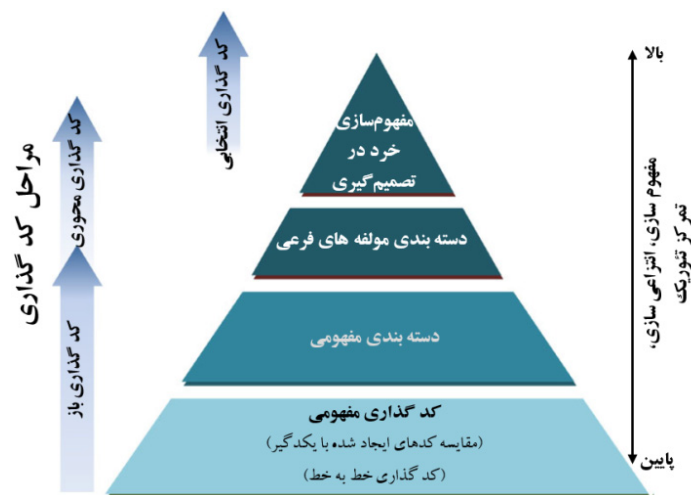 بالا
مفهوم‌سازی
خرد در
تصمیم‌گیری
دسته بندی مولفه های فرعی
دسته بندی مفهومی
کد گذاری مفهومی
(مقایسه کدهای ایجاد شده با یکدگیر)
(کد گذاری خط به خط)
پایین
مفهوم سازی، انتزاعی سازی،
تمرکز تئوریک
کد گذاری انتخابی
کد گذاری محوری
کد گذاری باز
مراحل کد گذاری